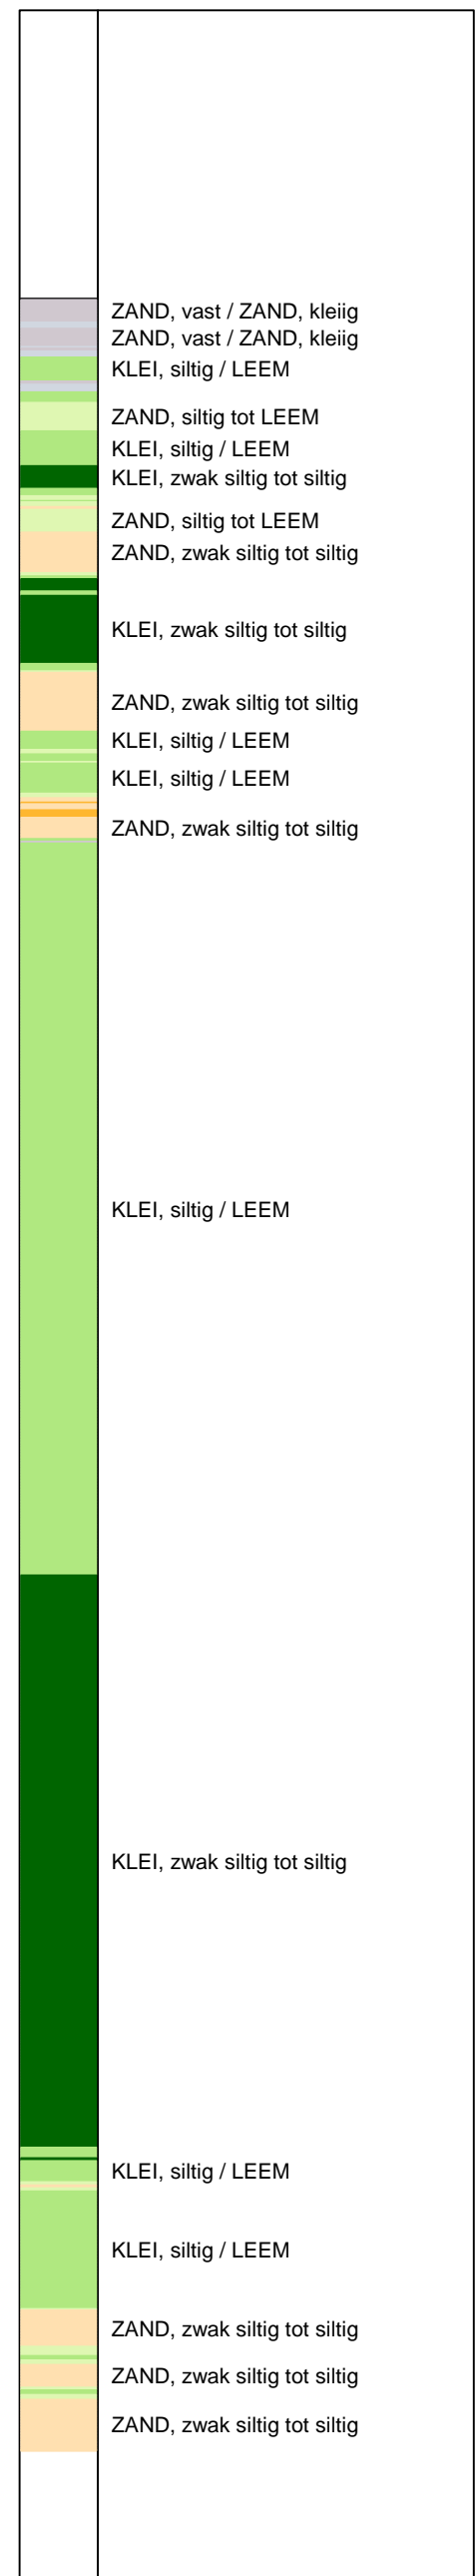 ZAND, vast / ZAND, kleiig
ZAND, vast / ZAND, kleiig
KLEI, siltig / LEEM
ZAND, siltig tot LEEM
KLEI, siltig / LEEM
KLEI, zwak siltig tot siltig
ZAND, siltig tot LEEM
ZAND, zwak siltig tot siltig
KLEI, zwak siltig tot siltig
ZAND, zwak siltig tot siltig
KLEI, siltig / LEEM
KLEI, siltig / LEEM
ZAND, zwak siltig tot siltig
KLEI, siltig / LEEM
KLEI, zwak siltig tot siltig
KLEI, siltig / LEEM
KLEI, siltig / LEEM
ZAND, zwak siltig tot siltig
ZAND, zwak siltig tot siltig
ZAND, zwak siltig tot siltig